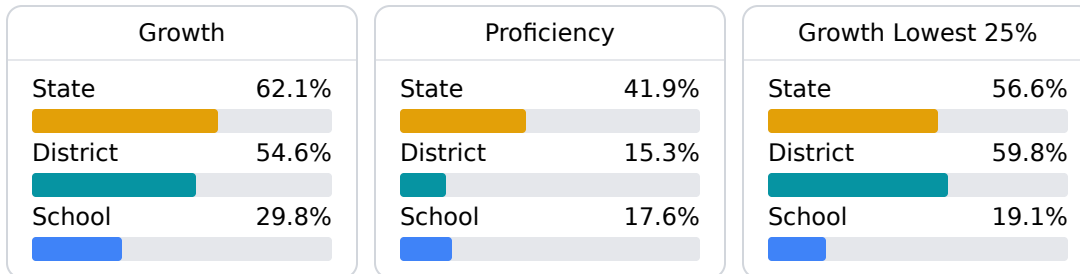 Growth
State 62.1%
District 54.6%
School 29.8%
Proficiency
State 41.9%
District 15.3%
School 17.6%
Growth Lowest 25%
State 56.6%
District 59.8%
School 19.1%